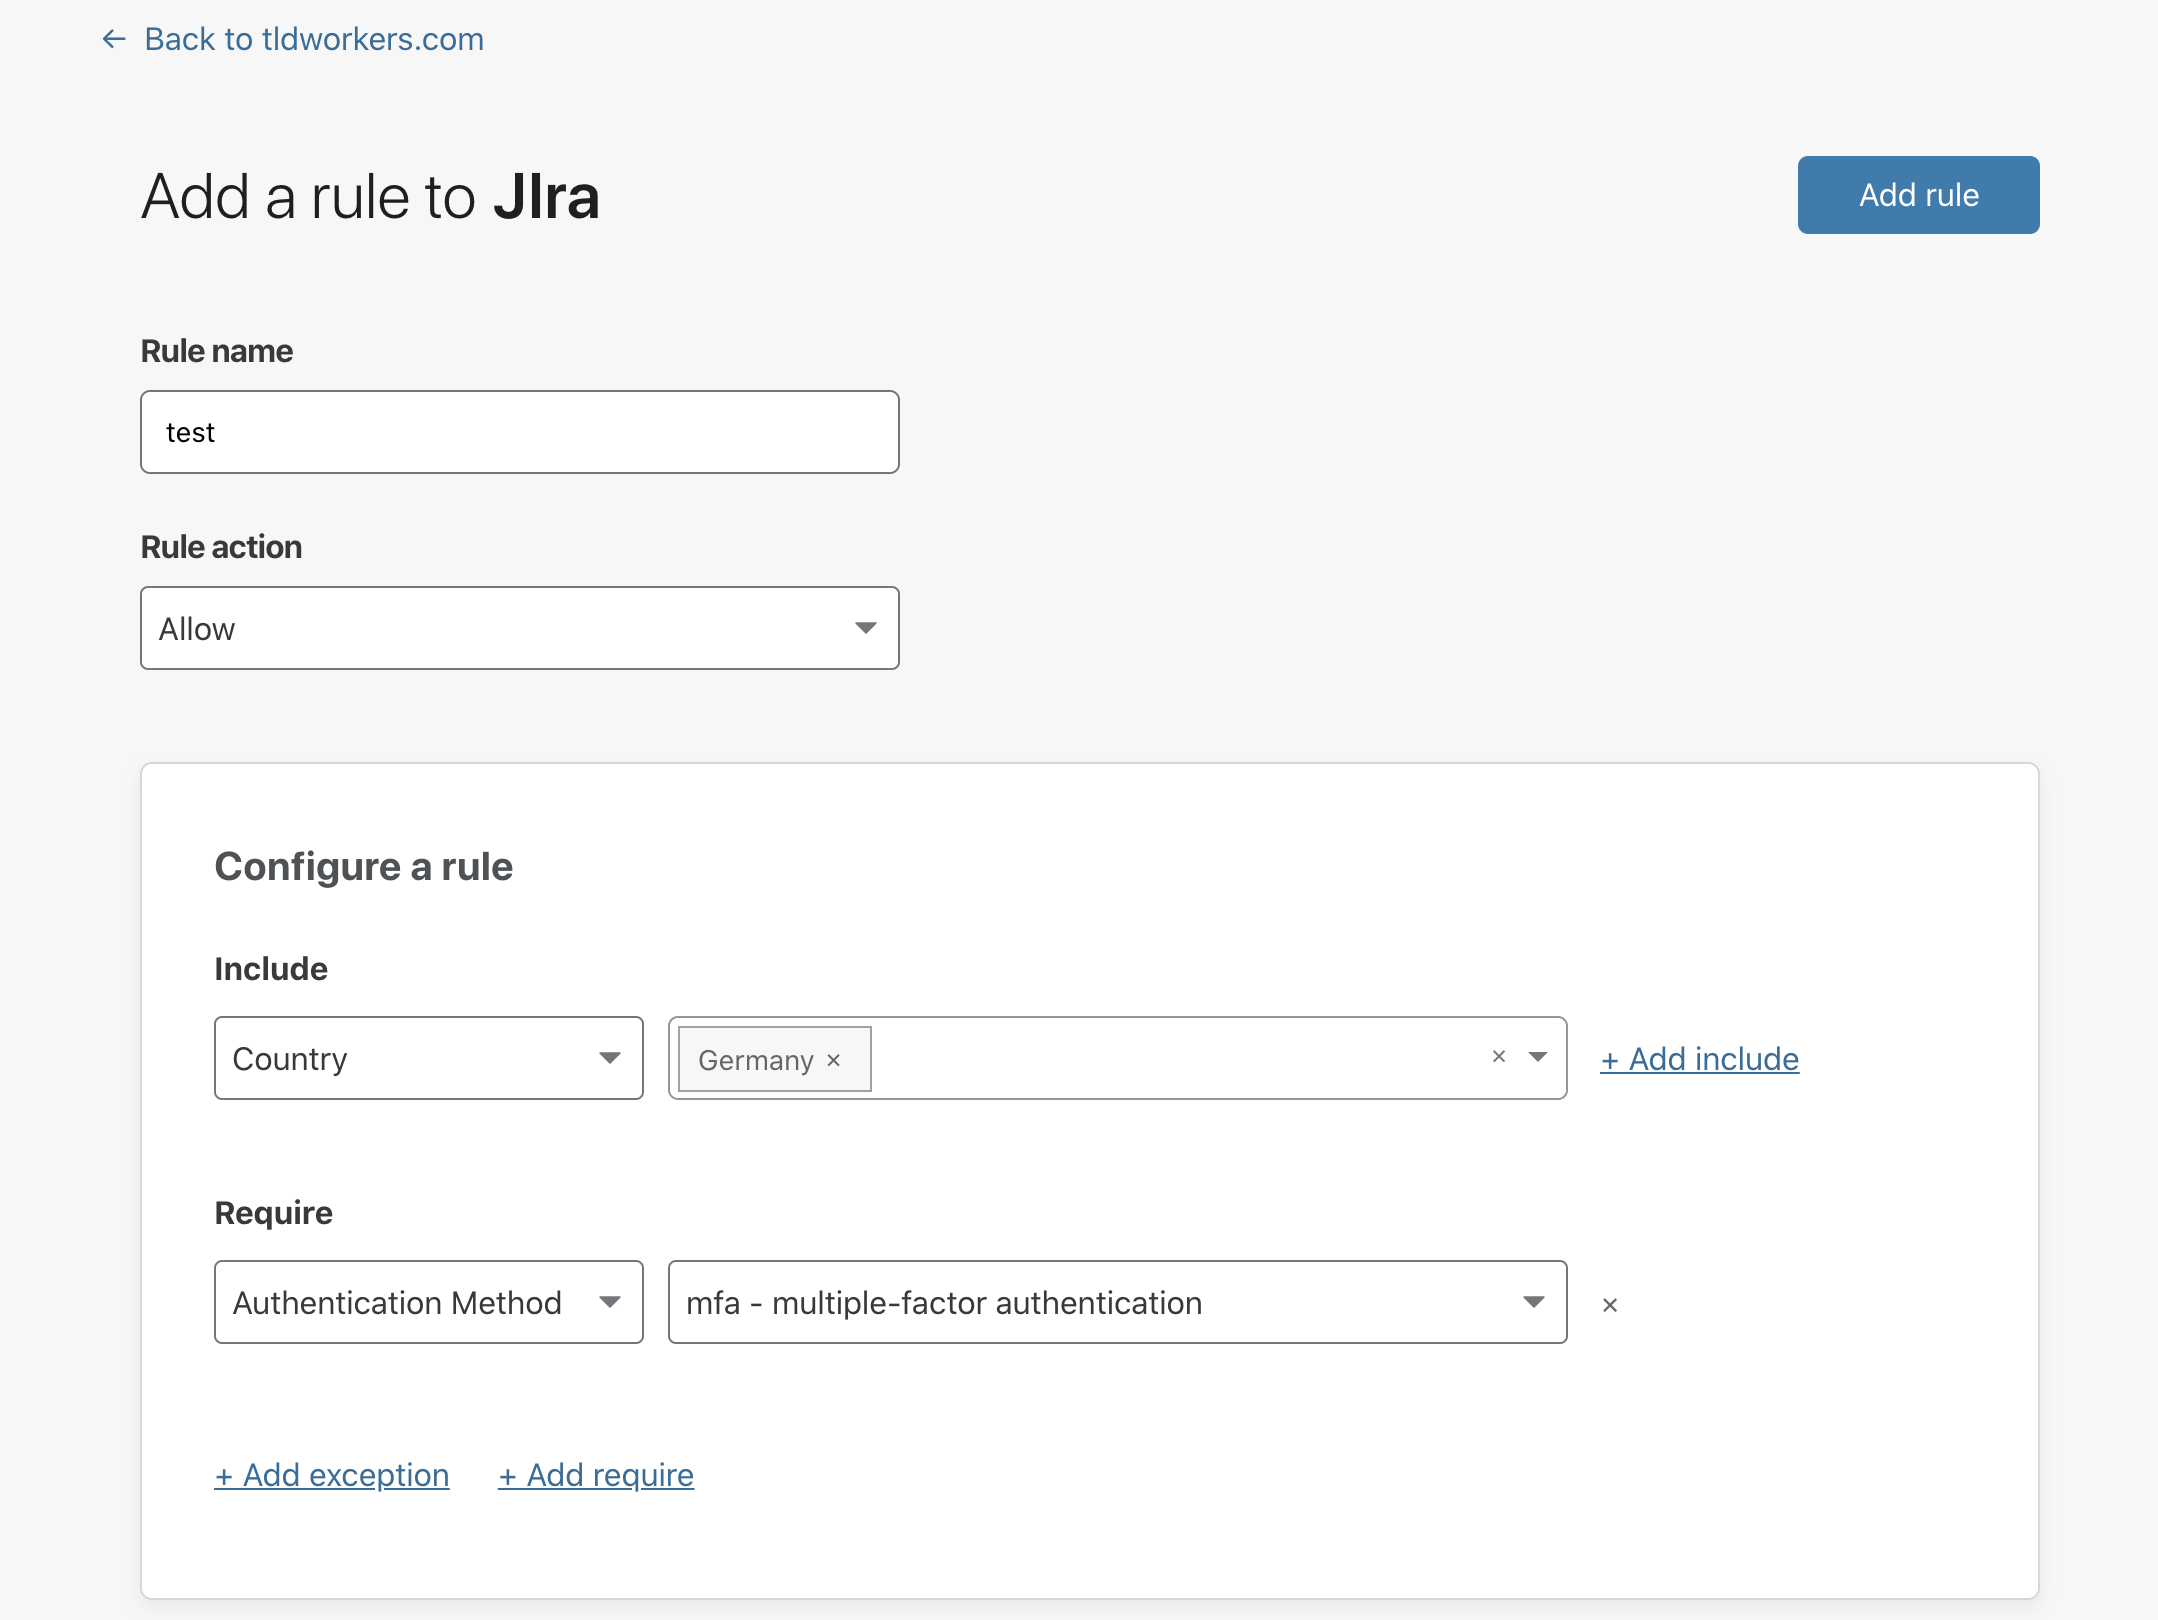 ← Back to tldworkers.com
Add a rule to JIra
Add rule
Rule name
test
Rule action
Allow
Configure a rule
Include
Country
Germany ×
×
+ Add include
Require
Authentication Method
mfa - multiple-factor authentication
×
+ Add exception
+ Add require